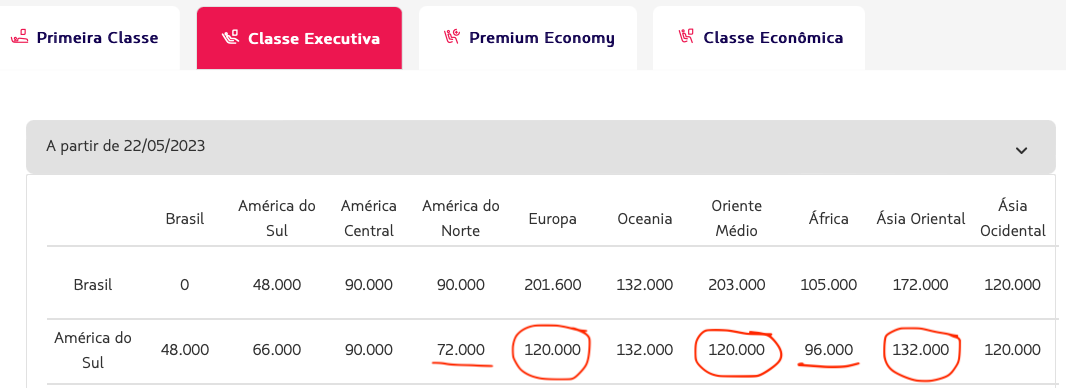 Primeira Classe
Classe Executiva
Premium Economy
Classe Econômica
A partir de 22/05/2023
Brasil
América do
Sul
América
Central
América do
Norte
Europa
Oceania
Oriente
Médio
África
Ásia Oriental
Ásia
Ocidental
Brasil 0 48.000 90.000 90.000 201.600 132.000 203.000 105.000 172.000 120.000
América do
Sul
48.000 66.000 90.000 72.000 120.000 132.000 120.000 96.000 132.000 120.000